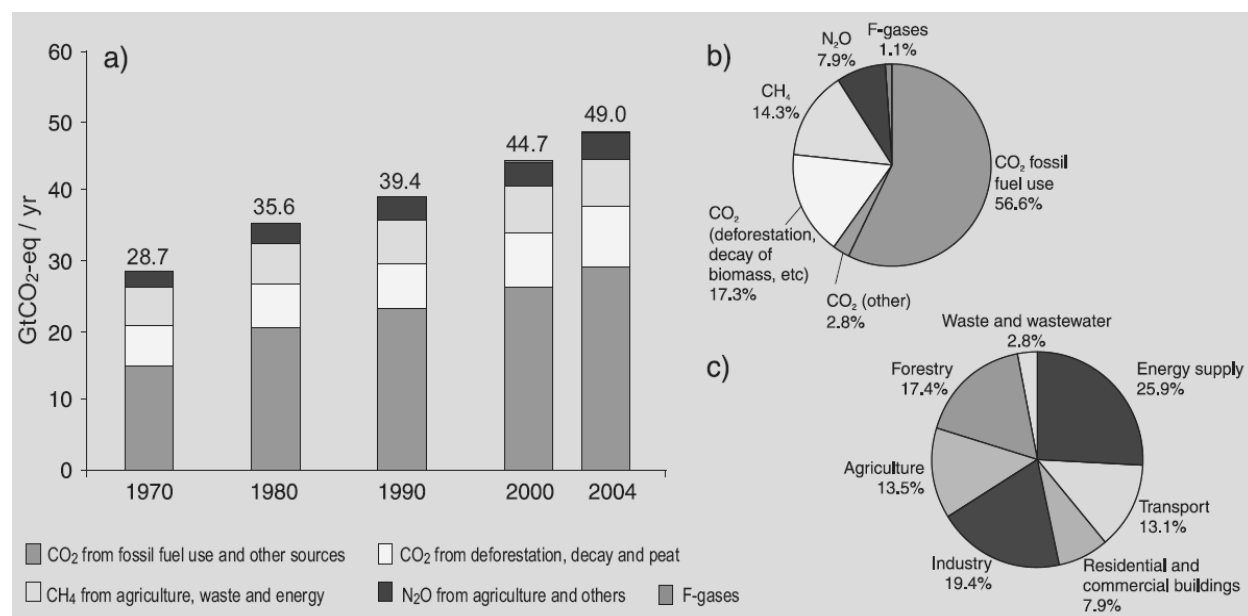 a)
GtCO₂-eq / yr
60
50
40
30
20
10
0
28.7
35.6
39.4
44.7
49.0
1970
1980
1990
2000
2004
CO₂ from fossil fuel use and other sources
CO₂ from deforestation, decay and peat
CH₄ from agriculture, waste and energy
N₂O from agriculture and others
F-gases
b)
F-gases
1.1%
N₂O
7.9%
CH₄
14.3%
CO₂ fossil
fuel use
56.6%
CO₂
(deforestation,
decay of
biomass, etc)
17.3%
CO₂ (other)
2.8%
c)
Waste and wastewater
2.8%
Forestry
17.4%
Energy supply
25.9%
Agriculture
13.5%
Transport
13.1%
Industry
19.4%
Residential and
commercial buildings
7.9%